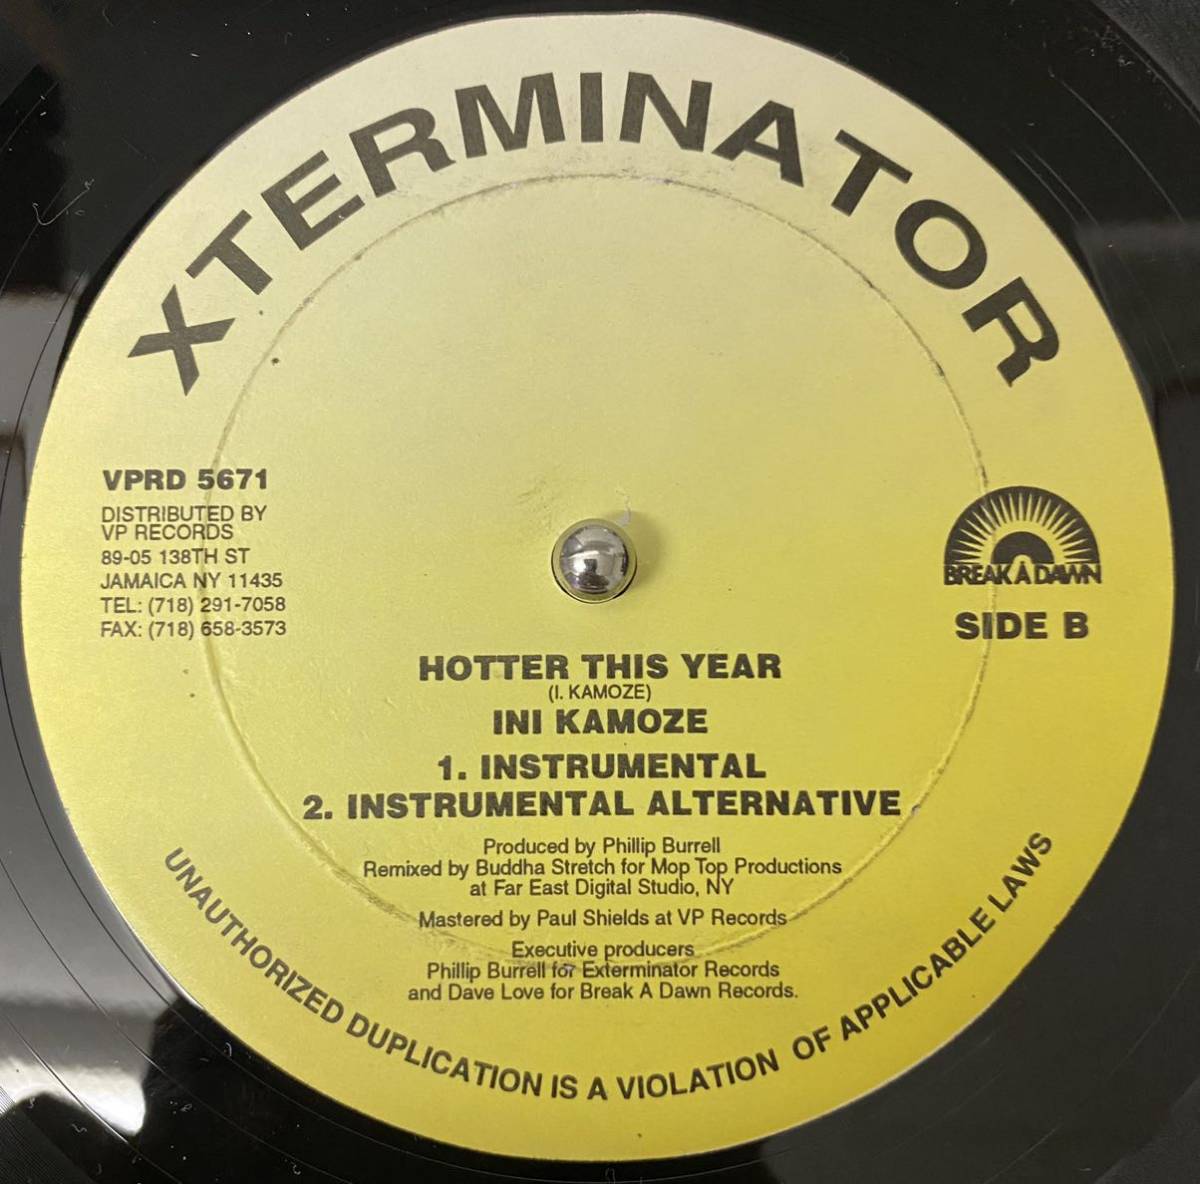 XTERMINATOR
VPRD 5671
DISTRIBUTED BY
VP RECORDS
89-05 138TH ST
JAMAICA NY 11435
TEL: (718) 291-7058
FAX: (718) 658-3573
BREAK A DAWN
SIDE B
HOTTER THIS YEAR
(I. KAMOZE)
INI KAMOZE
1. INSTRUMENTAL
2. INSTRUMENTAL ALTERNATIVE
Produced by Phillip Burrell
Remixed by Buddha Stretch for Mop Top Productions
at Far East Digital Studio, NY
Mastered by Paul Shields at VP Records
Executive producers
Phillip Burrell for Exterminator Records
and Dave Love for Break A Dawn Records.
UNAUTHORIZED DUPLICATION IS A VIOLATION OF APPLICABLE LAWS